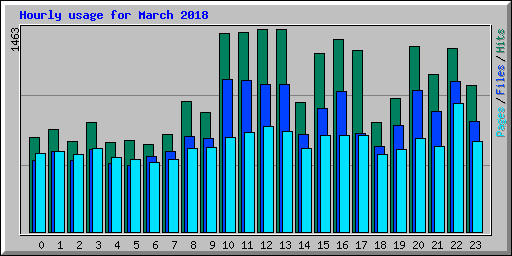 Hourly usage for March 2018
1463
Pages / Files / Hits
0 1 2 3 4 5 6 7 8 9 10 11 12 13 14 15 16 17 18 19 20 21 22 23